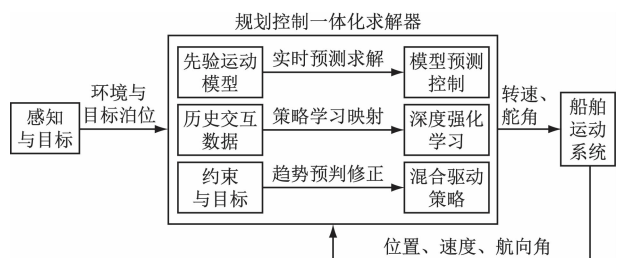 规划控制一体化求解器
先验运动
模型
实时预测求解
模型预测
控制
环境与
目标泊位
感知
与目标
历史交互
数据
策略学习映射
深度强化
学习
转速、
舵角
船舶
运动
系统
约束
与目标
趋势预判修正
混合驱动
策略
位置、速度、航向角